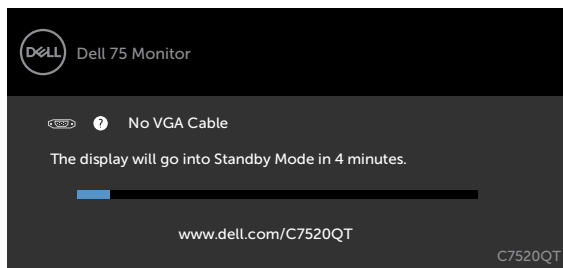 DELL
Dell 75 Monitor
? No VGA Cable
The display will go into Standby Mode in 4 minutes.
www.dell.com/C7520QT
C7520QT